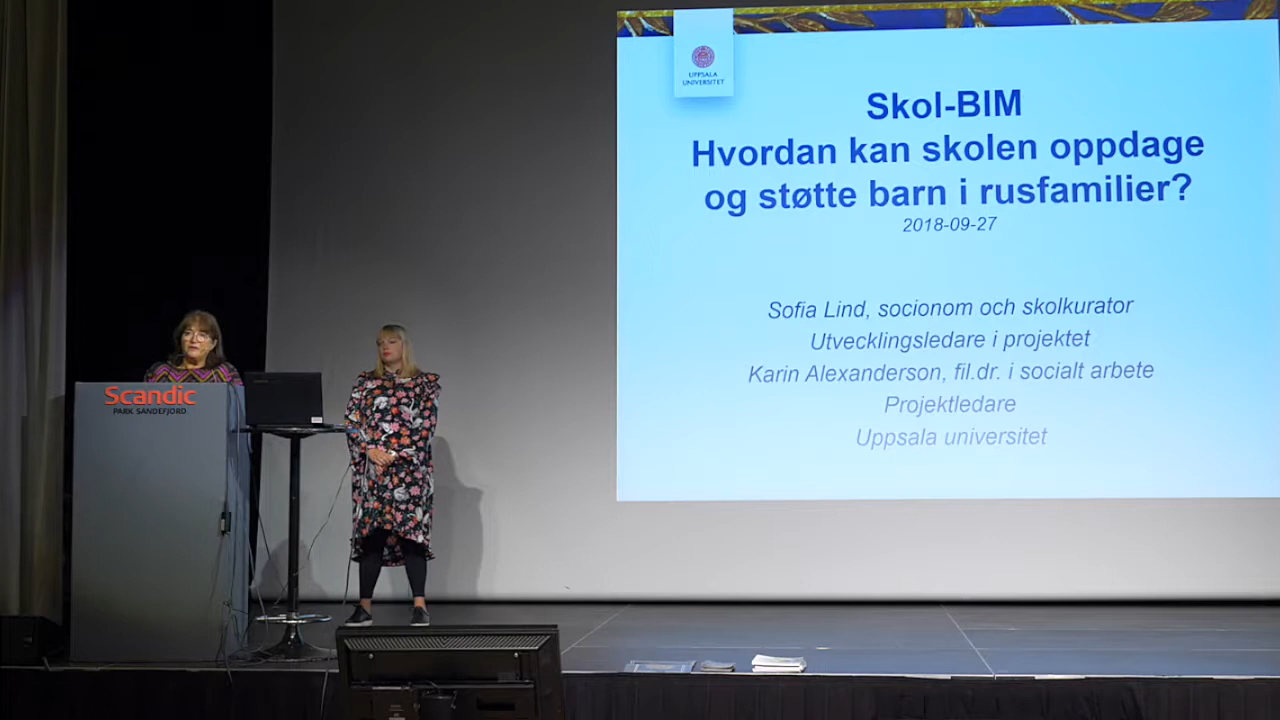 UPPSALA
UNIVERSITET
Skol-BIM
Hvordan kan skolen oppdage
og støtte barn i rusfamilier?
2018-09-27
Sofia Lind, socionom och skolkurator
Utvecklingsledare i projektet
Karin Alexanderson, fil.dr. i socialt arbete
Projektledare
Uppsala universitet
Scandic
PARK SANDEFJORD